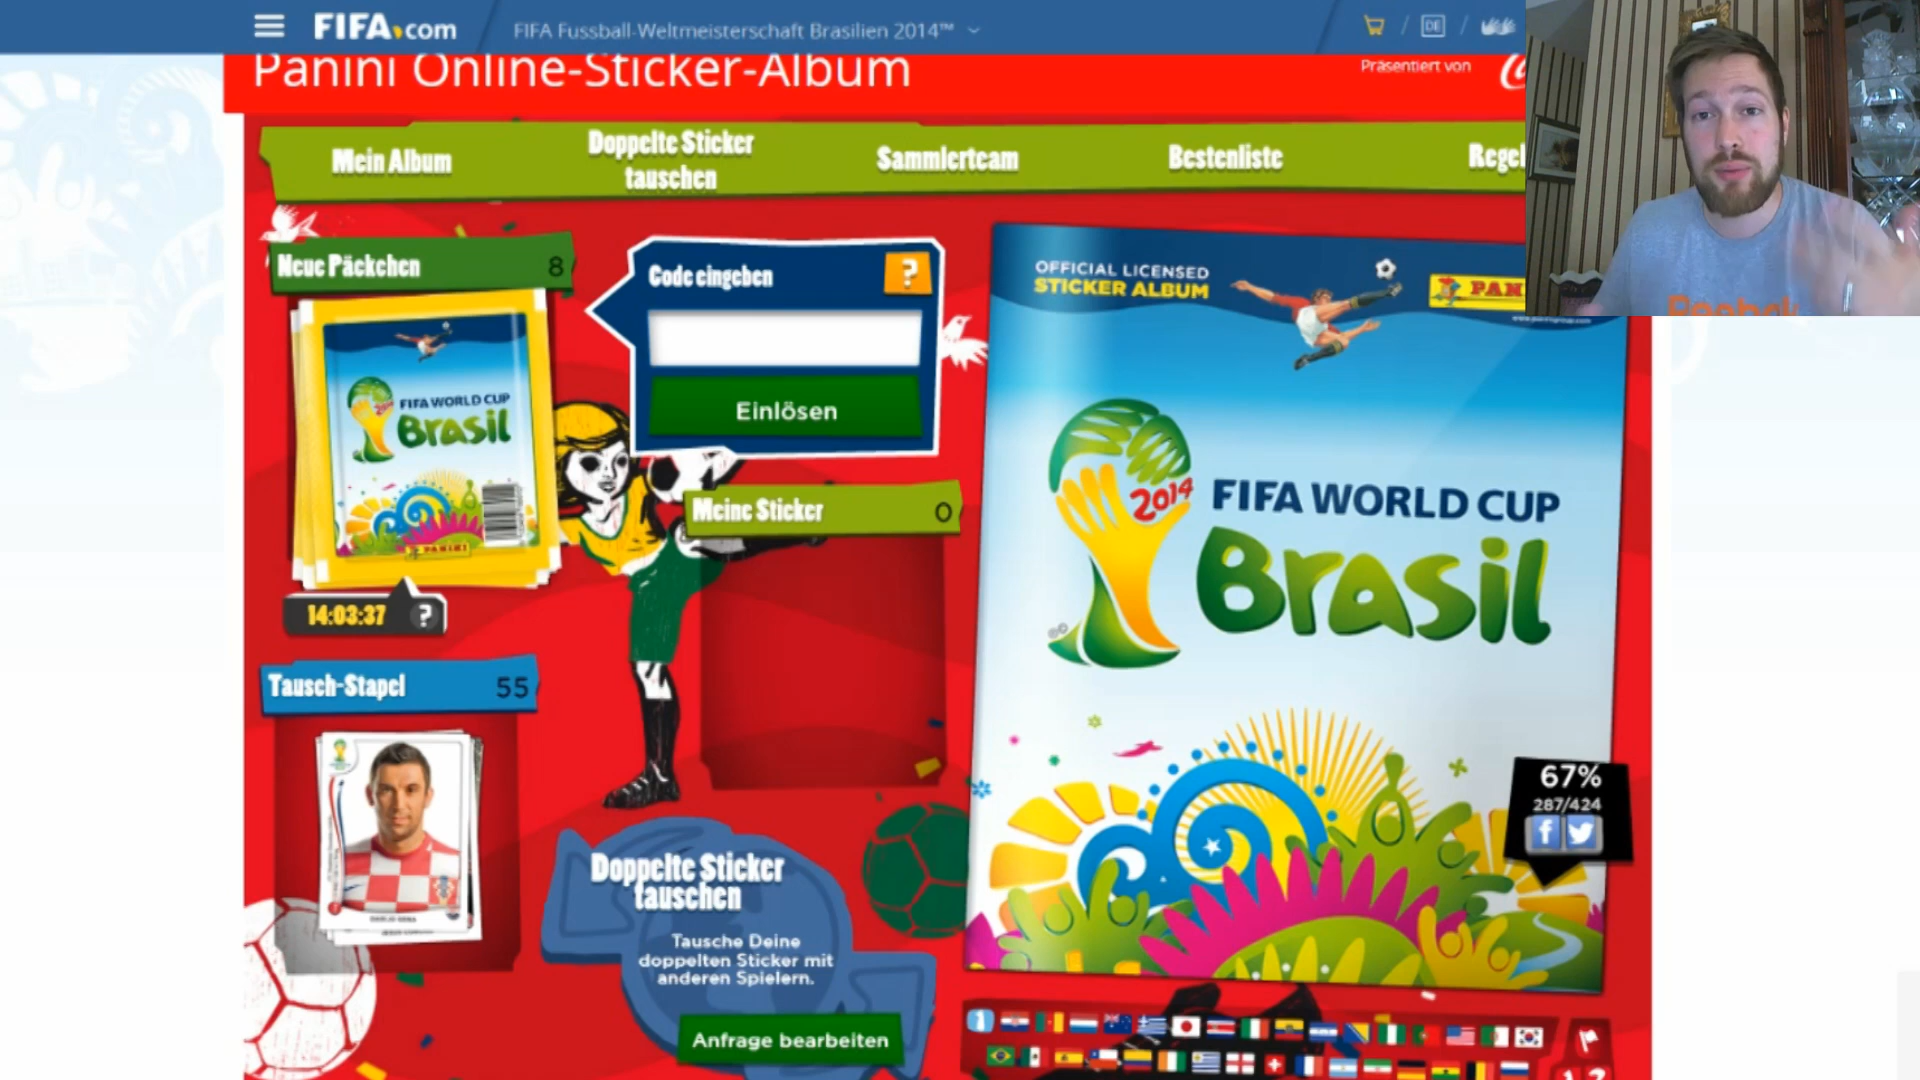 FIFA.com
FIFA Fussball-Weltmeisterschaft Brasilien 2014™
DE
Panini Online-Sticker-Album
Präsentiert von
Mein Album
Doppelte Sticker
tauschen
Sammlerteam
Bestenliste
Regel
Neue Päckchen
8
Code eingeben
?
Einlösen
OFFICIAL LICENSED
STICKER ALBUM
PANI
Reebok
2014
FIFA WORLD CUP
Brasil
PANINI
Meine Sticker
0
2014
FIFA WORLD CUP
Brasil
14:03:37
?
Tausch-Stapel
55
67%
287/424
Doppelte Sticker
tauschen
Tausche Deine
doppelten Sticker mit
anderen Spielern.
Anfrage bearbeiten